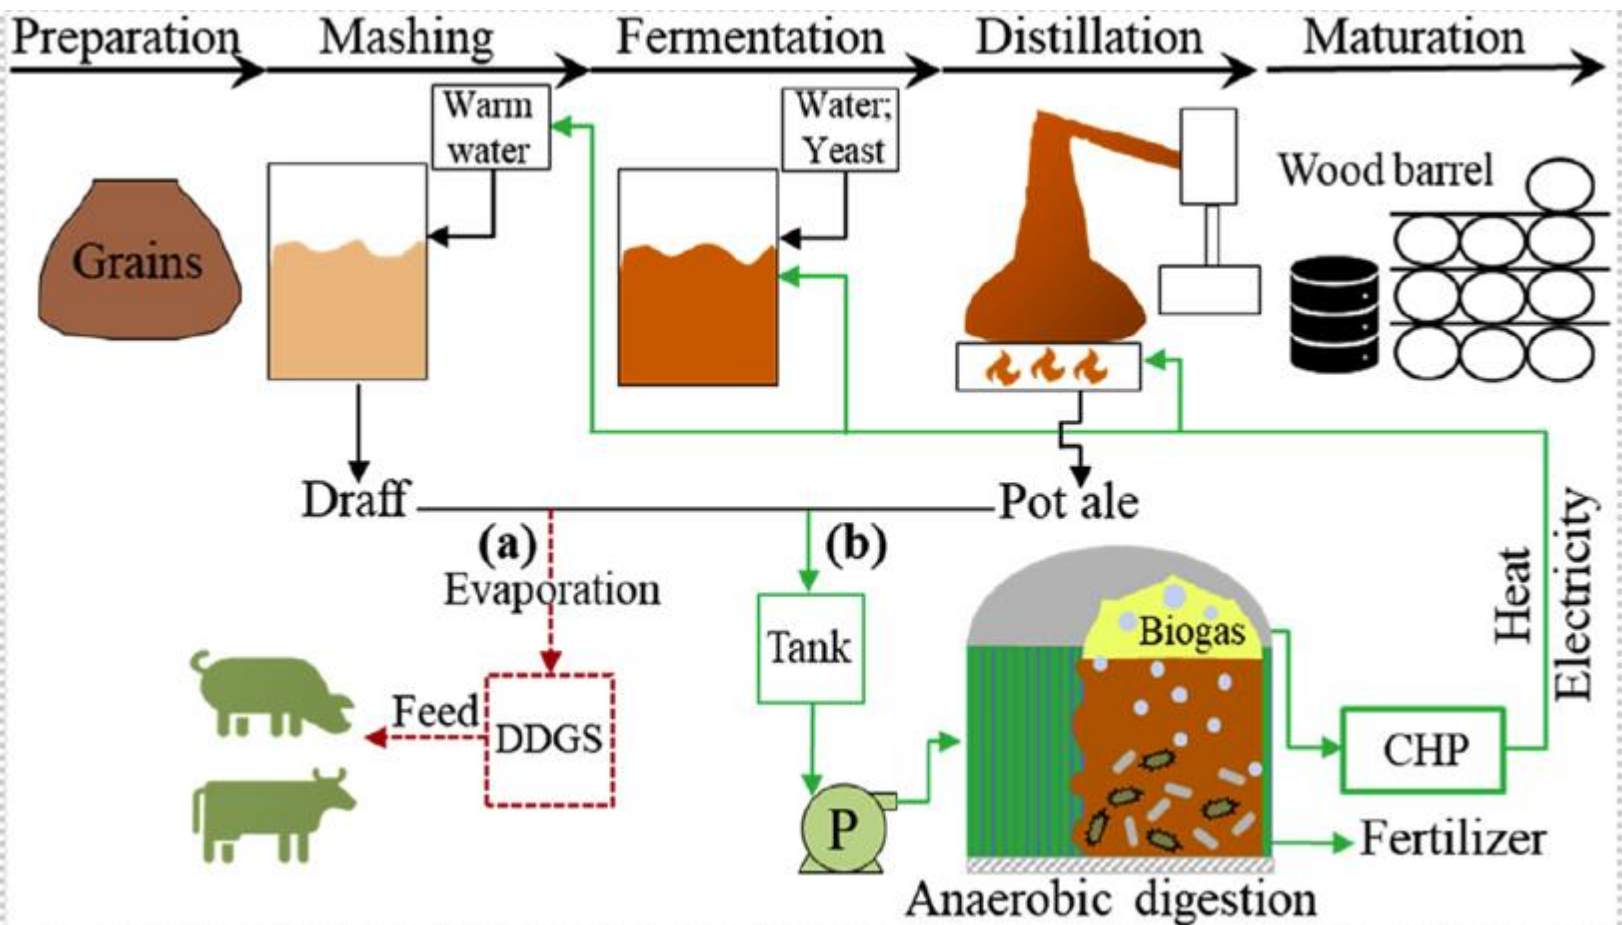 Preparation
Mashing
Fermentation
Distillation
Maturation
Warm
water
Water;
Yeast
Grains
Wood barrel
Draff
Pot ale
(a)
Evaporation
(b)
Tank
Feed
DDGS
P
Biogas
Anaerobic digestion
CHP
Heat
Electricity
Fertilizer